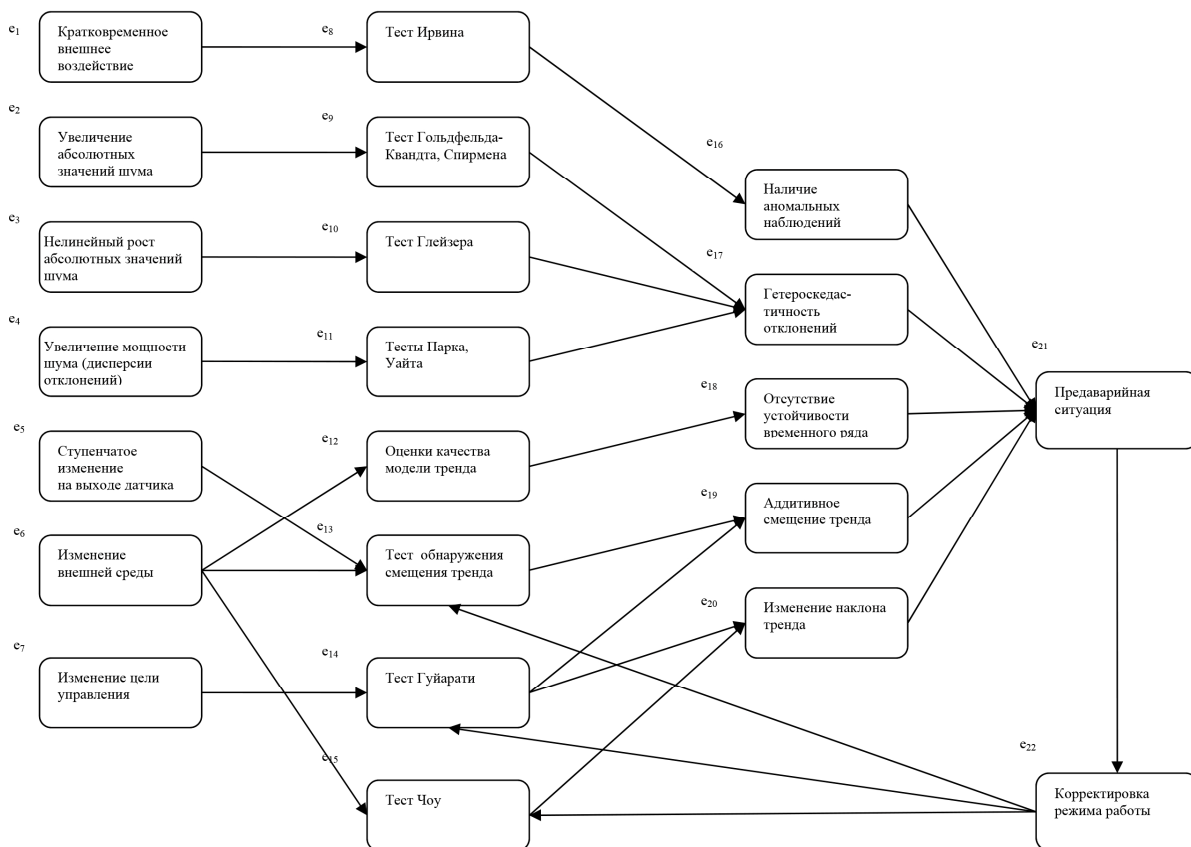 e1
Кратковременное
внешнее
воздействие
e2
Увеличение
абсолютных
значений шума
e3
Нелинейный рост
абсолютных значений
шума
e4
Увеличение мощности
шума (дисперсии
отклонений)
e5
Ступенчатое
изменение
на выходе датчика
e6
Изменение
внешней среды
e7
Изменение цели
управления
e8
Тест Ирвина
e9
Тест Гольдфельда-
Квандта, Спирмена
e10
Тест Глейзера
e11
Тесты Парка,
Уайта
e12
Оценки качества
модели тренда
e13
Тест обнаружения
смещения тренда
e14
Тест Гуйарати
e15
Тест Чоу
e16
Наличие
аномальных
наблюдений
e17
Гетероскедас-
тичность
отклонений
e18
Отсутствие
устойчивости
временного ряда
e19
Аддитивное
смещение тренда
e20
Изменение наклона
тренда
e21
Предаварийная
ситуация
e22
Корректировка
режима работы